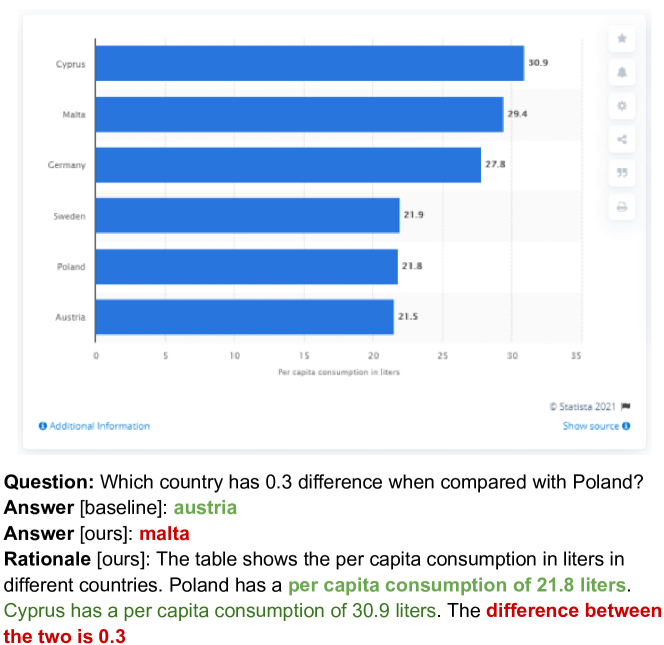 Cyprus
30.9
Malta
29.4
Germany
27.8
Sweden
21.9
Poland
21.8
Austria
21.5
0 5 10 15 20 25 30 35
Per capita consumption in liters
© Statista 2021
Additional Information
Show source
Question: Which country has 0.3 difference when compared with Poland?
Answer [baseline]: austria
Answer [ours]: malta
Rationale [ours]: The table shows the per capita consumption in liters in
different countries. Poland has a per capita consumption of 21.8 liters.
Cyprus has a per capita consumption of 30.9 liters. The difference between
the two is 0.3